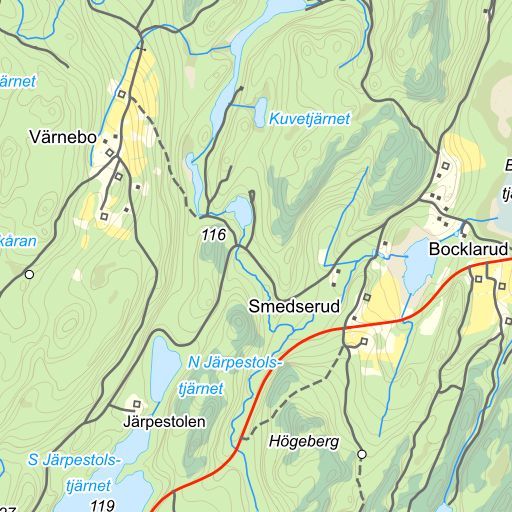 järnet
Kuvetjärnet
Värnebo
kåran
116
Bocklarud
Smedserud
N Järpestols-
tjärnet
Järpestolen
Högeberg
S Järpestols-
tjärnet
119